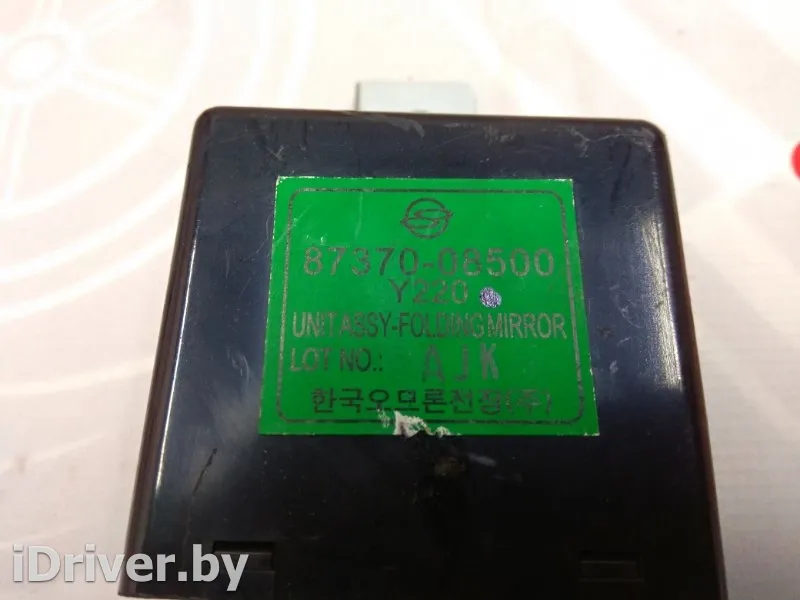 87370-08500
Y220
UNIT ASSY-FOLDING MIRROR
LOT NO.: AJK
한국오므론전장(주)
iDriver.by